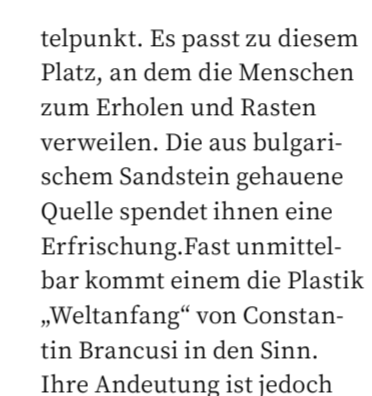 telpunkt. Es passt zu diesem
Platz, an dem die Menschen
zum Erholen und Rasten
verweilen. Die aus bulgari-
schem Sandstein gehauene
Quelle spendet ihnen eine
Erfrischung.Fast unmittel-
bar kommt einem die Plastik
„Weltanfang“ von Constan-
tin Brancusi in den Sinn.
Ihre Andeutung ist jedoch